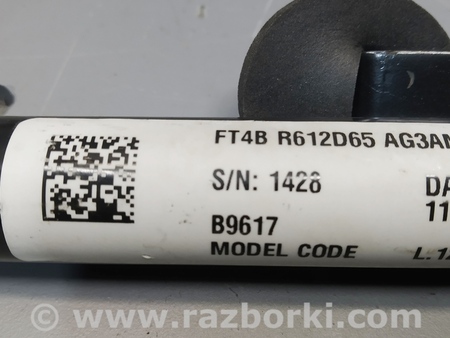 FT4B R612D65 AG3A
S/N: 1428
DA
11
B9617
MODEL CODE
L. 1
© www.razborki.com